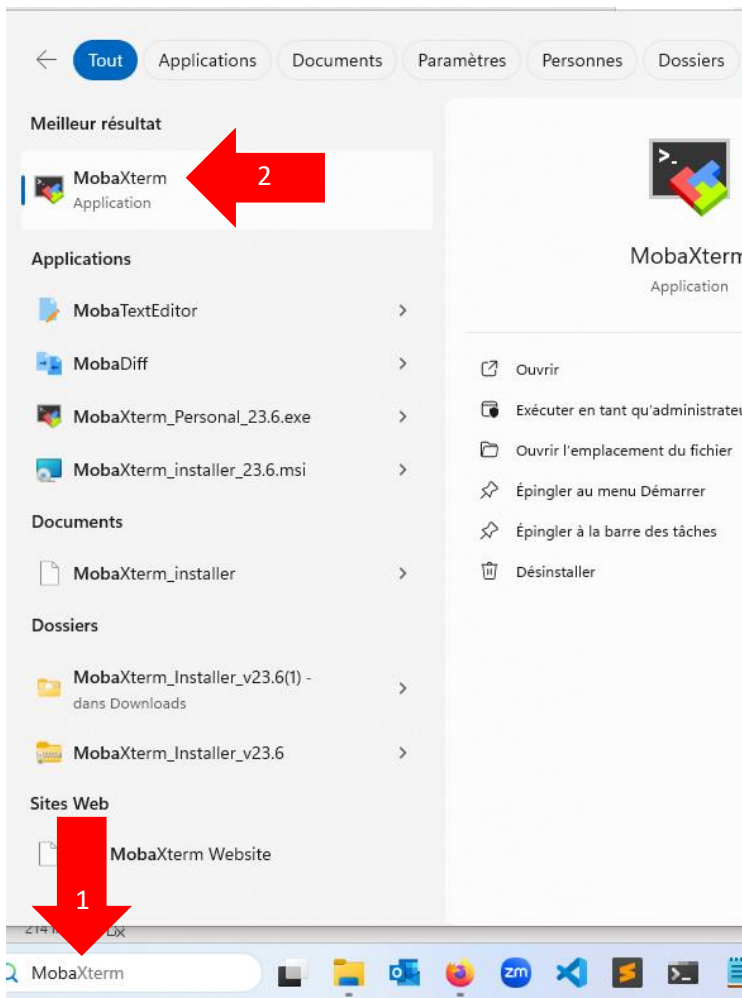 Tout Applications Documents Paramètres Personnes Dossiers
Meilleur résultat
MobaXterm
Application
2
Applications
MobaTextEditor
MobaDiff
MobaXterm_Personal_23.6.exe
MobaXterm_installer_23.6.msi
Documents
MobaXterm_installer
Dossiers
MobaXterm_Installer_v23.6(1) -
dans Downloads
MobaXterm_Installer_v23.6
Sites Web
MobaXterm Website
1
MobaXterm
Application
Ouvrir
Exécuter en tant qu'administrateu
Ouvrir l'emplacement du fichier
Épingler au menu Démarrer
Épingler à la barre des tâches
Désinstaller
214
MobaXterm
zm